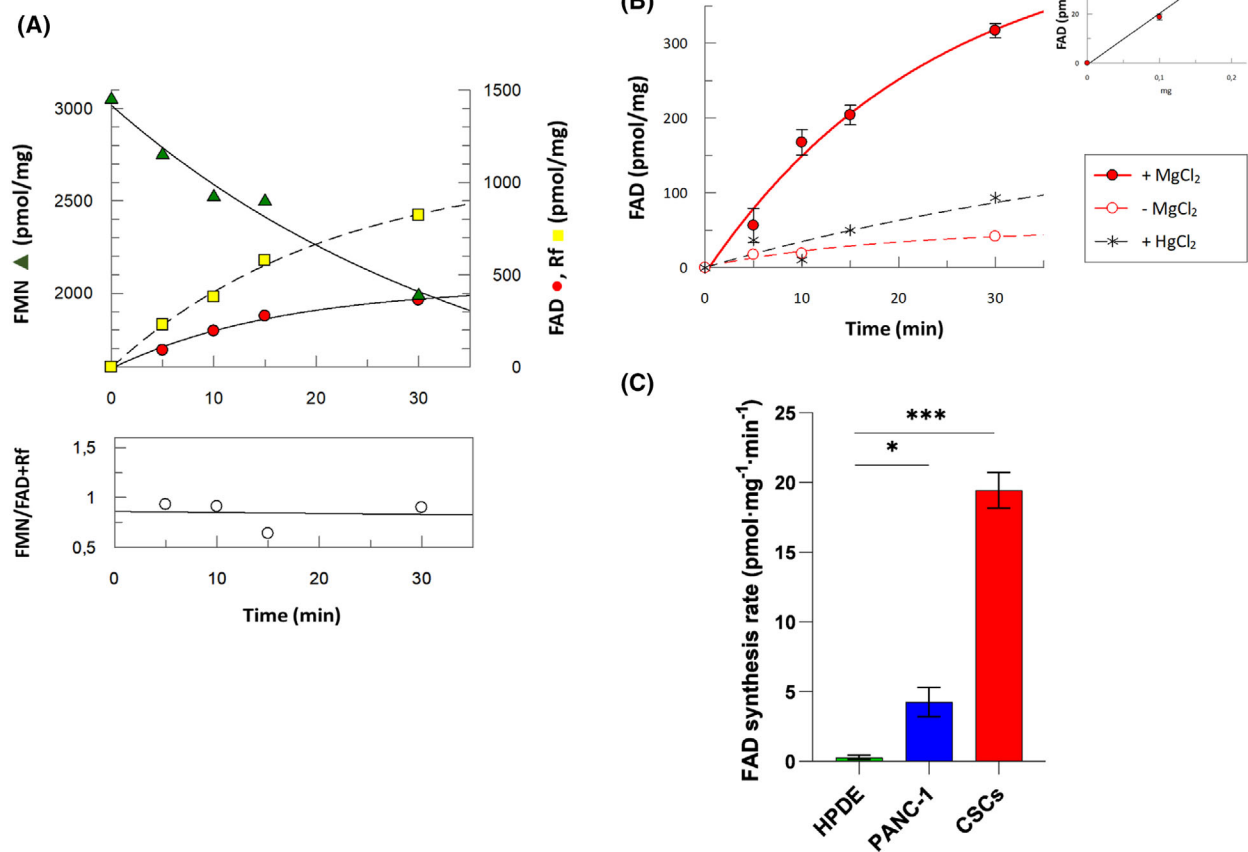 (A)
FMN (pmol/mg)
3000
2500
2000
1500
1000
500
0
FAD , Rf (pmol/mg)
0 10 20 30
FMN/FAD+Rf
1,5
1
0,5
0 10 20 30
Time (min)
(B)
FAD (pmol/mg)
300
200
100
0
0 10 20 30
Time (min)
20
0
0 0,1 0,2
mg
+ MgCl₂
- MgCl₂
+ HgCl₂
(C)
FAD synthesis rate (pmol·mg⁻¹·min⁻¹)
25
20
15
10
5
0
***
*
HPDE
PANC-1
CSCs